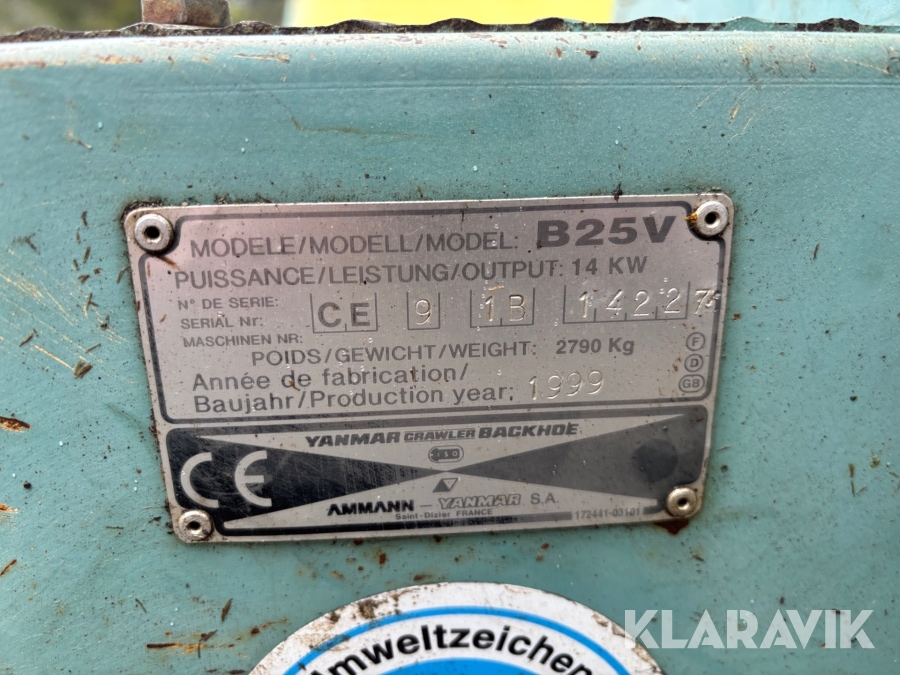 MODELE/MODELL/MODEL: B25V
PUISSANCE/LEISTUNG/OUTPUT: 14 KW
N° DE SERIE:
SERIAL Nr:
MASCHINEN NR:
CE 9 1B 14227
POIDS/GEWICHT/WEIGHT: 2790 Kg
Année de fabrication/
Baujahr/Production year: 1999
F
D
GB
YANMAR CRAWLER BACKHOE
ISO
CE
AMMANN – YANMAR S.A.
Saint-Dizier FRANCE
172441-03101
Umweltzeichen
KLARAVIK